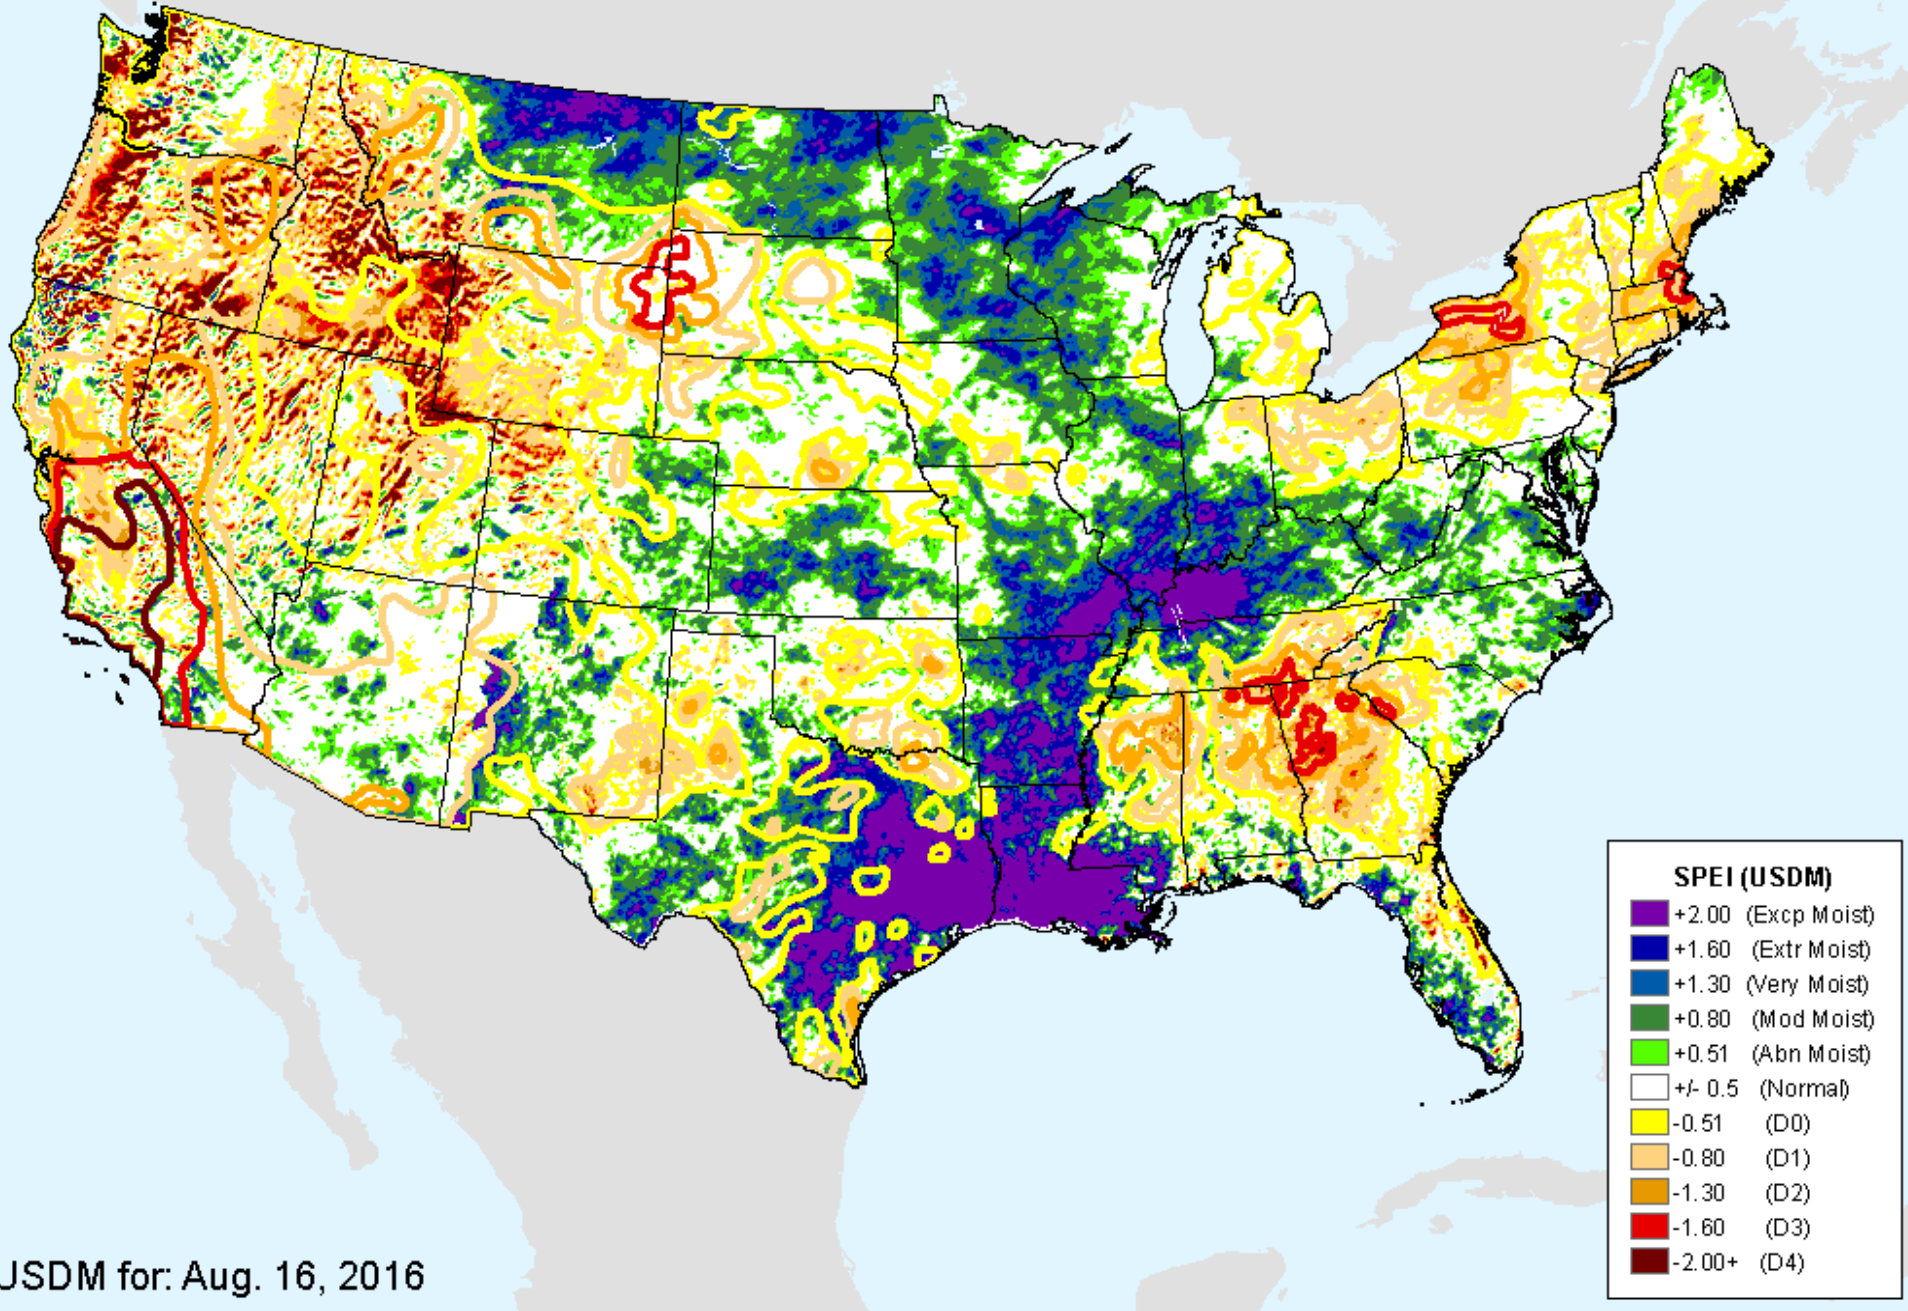 SPEI (USDM)
+2.00 (Excp Moist)
+1.60 (Extr Moist)
+1.30 (Very Moist)
+0.80 (Mod Moist)
+0.51 (Abn Moist)
+/- 0.5 (Normal)
-0.51 (D0)
-0.80 (D1)
-1.30 (D2)
-1.60 (D3)
-2.00+ (D4)
USDM for: Aug. 16, 2016